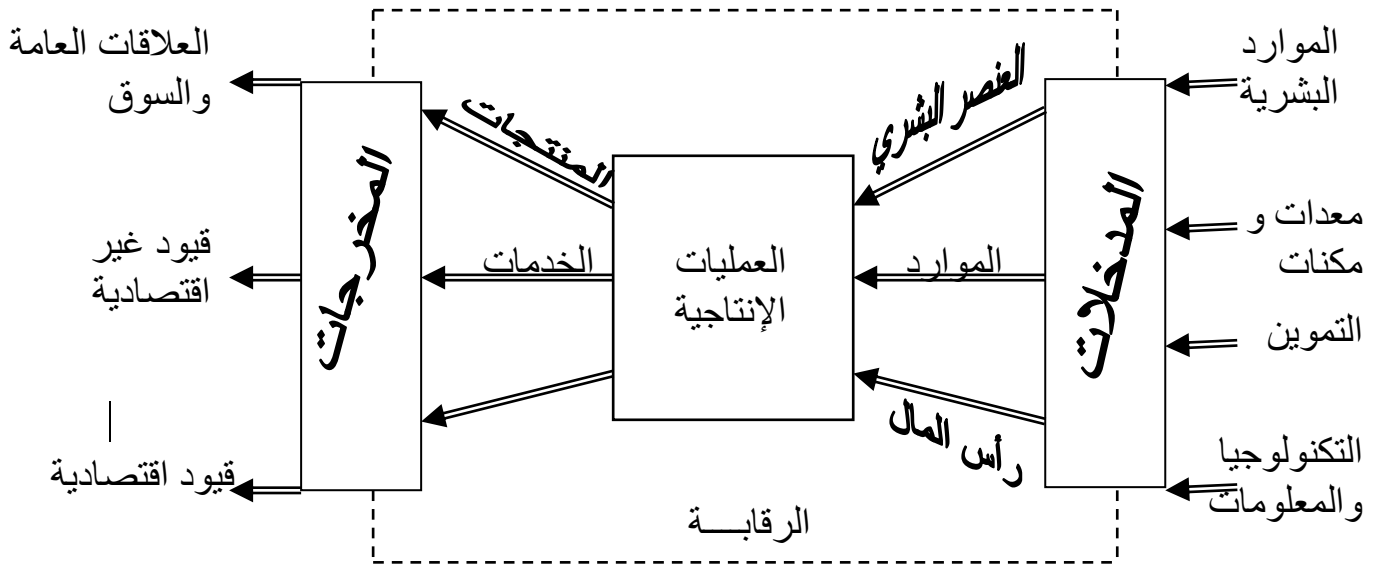 الموارد
البشرية
معدات و
مكنات
التموين
التكنولوجيا
والمعلومات
المدخلات
العنصر البشري
الموارد
رأس المال
العمليات
الإنتاجية
المنتجات
الخدمات
المخرجات
العلاقات العامة
والسوق
قيود غير
اقتصادية
قيود اقتصادية
الرقابـــــة